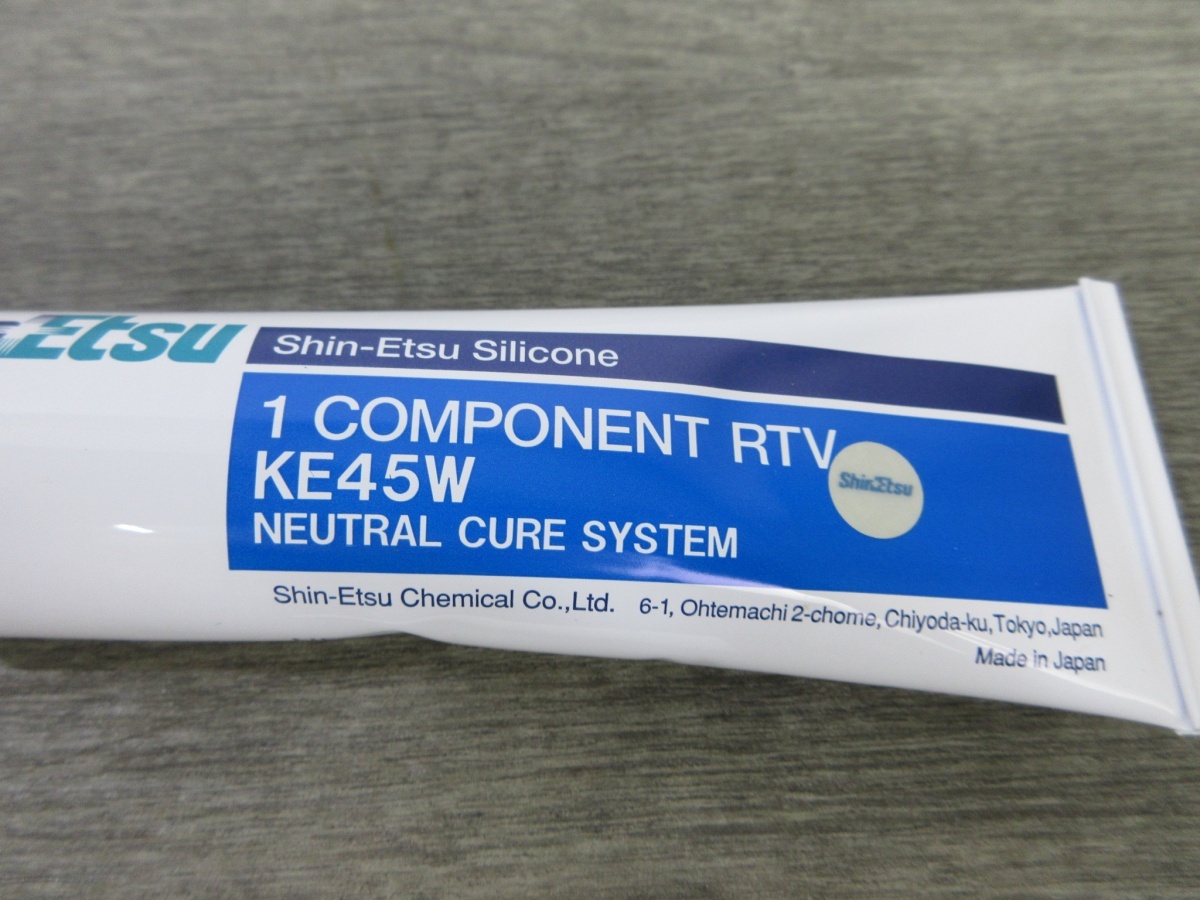 Etsu
Shin-Etsu Silicone
1 COMPONENT RTV
KE45W
NEUTRAL CURE SYSTEM
Shin-Etsu
Shin-Etsu Chemical Co.,Ltd. 6-1, Ohtemachi 2-chome, Chiyoda-ku, Tokyo, Japan
Made in Japan